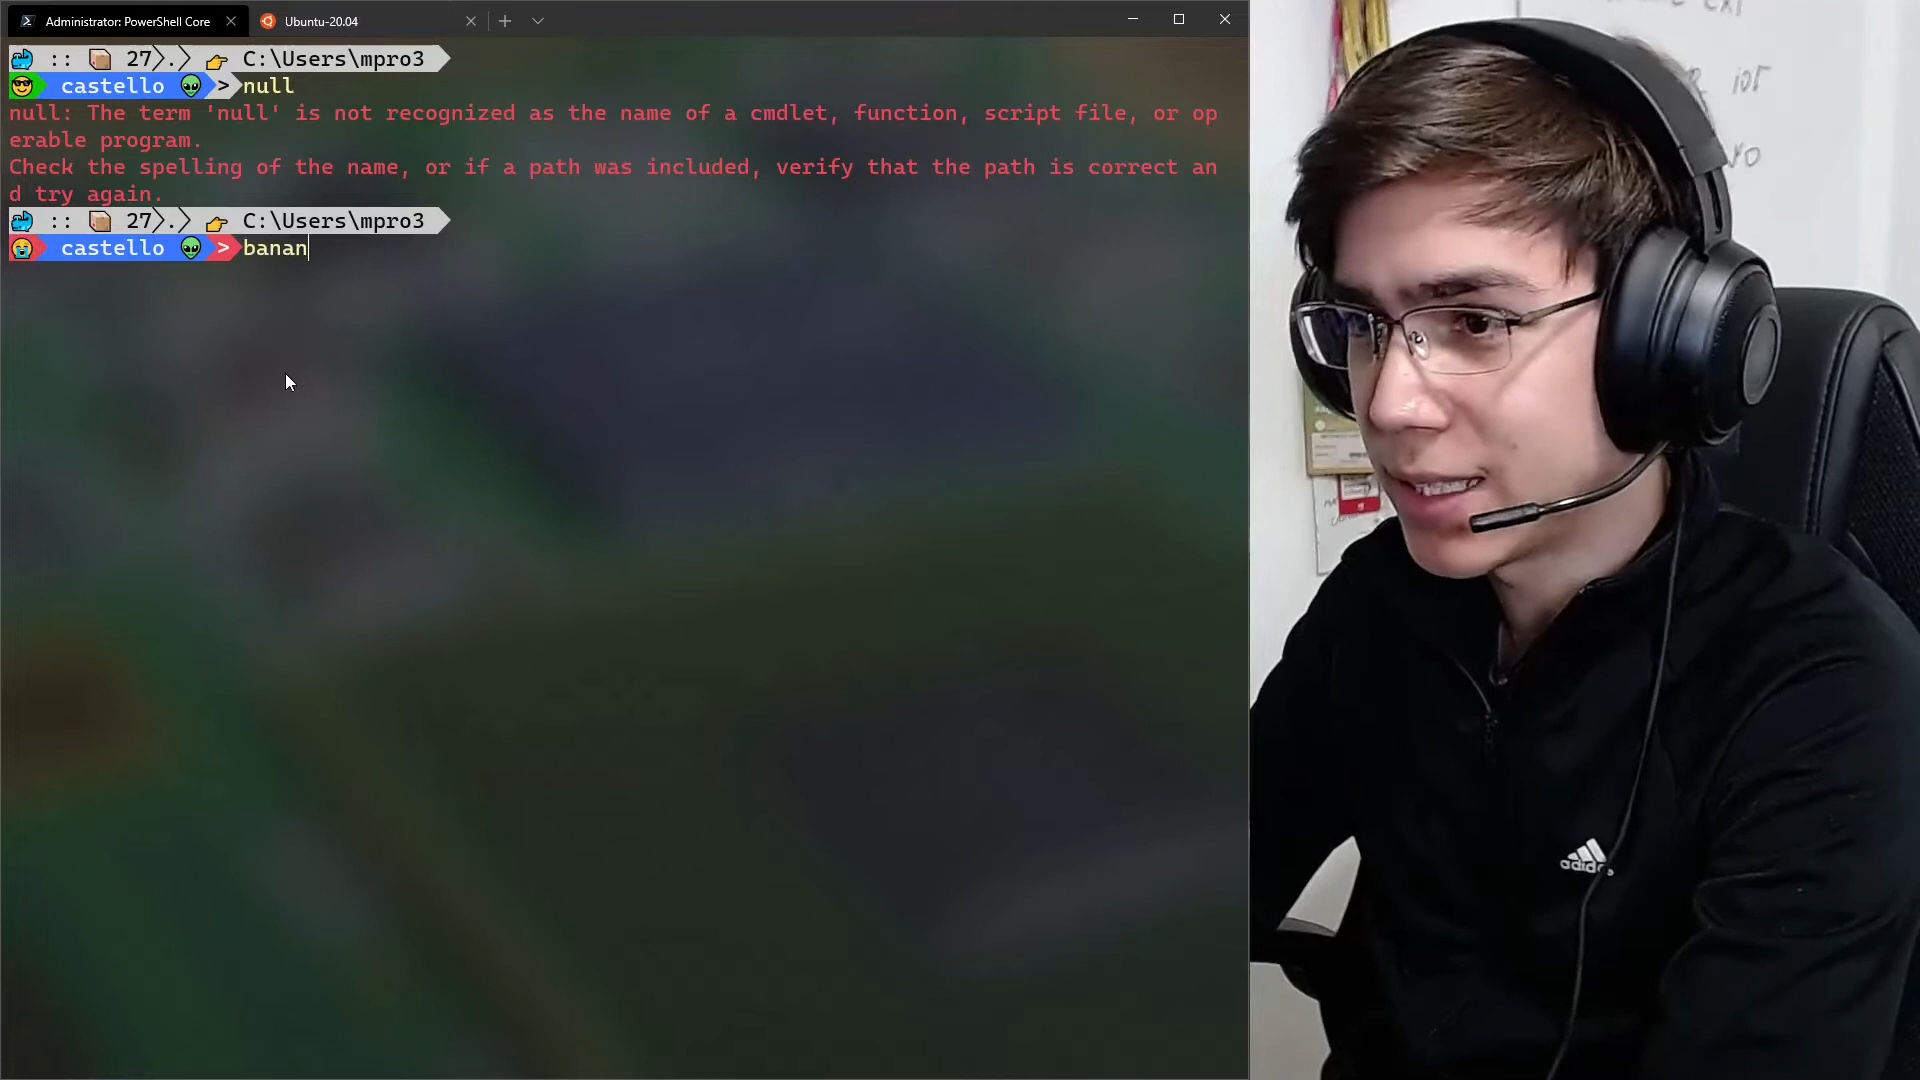 Administrator: PowerShell Core
Ubuntu-20.04
:: 27 . C:\Users\mpro3
castello > null
null: The term 'null' is not recognized as the name of a cmdlet, function, script file, or op
erable program.
Check the spelling of the name, or if a path was included, verify that the path is correct an
d try again.
:: 27 . C:\Users\mpro3
castello > banan
adidas